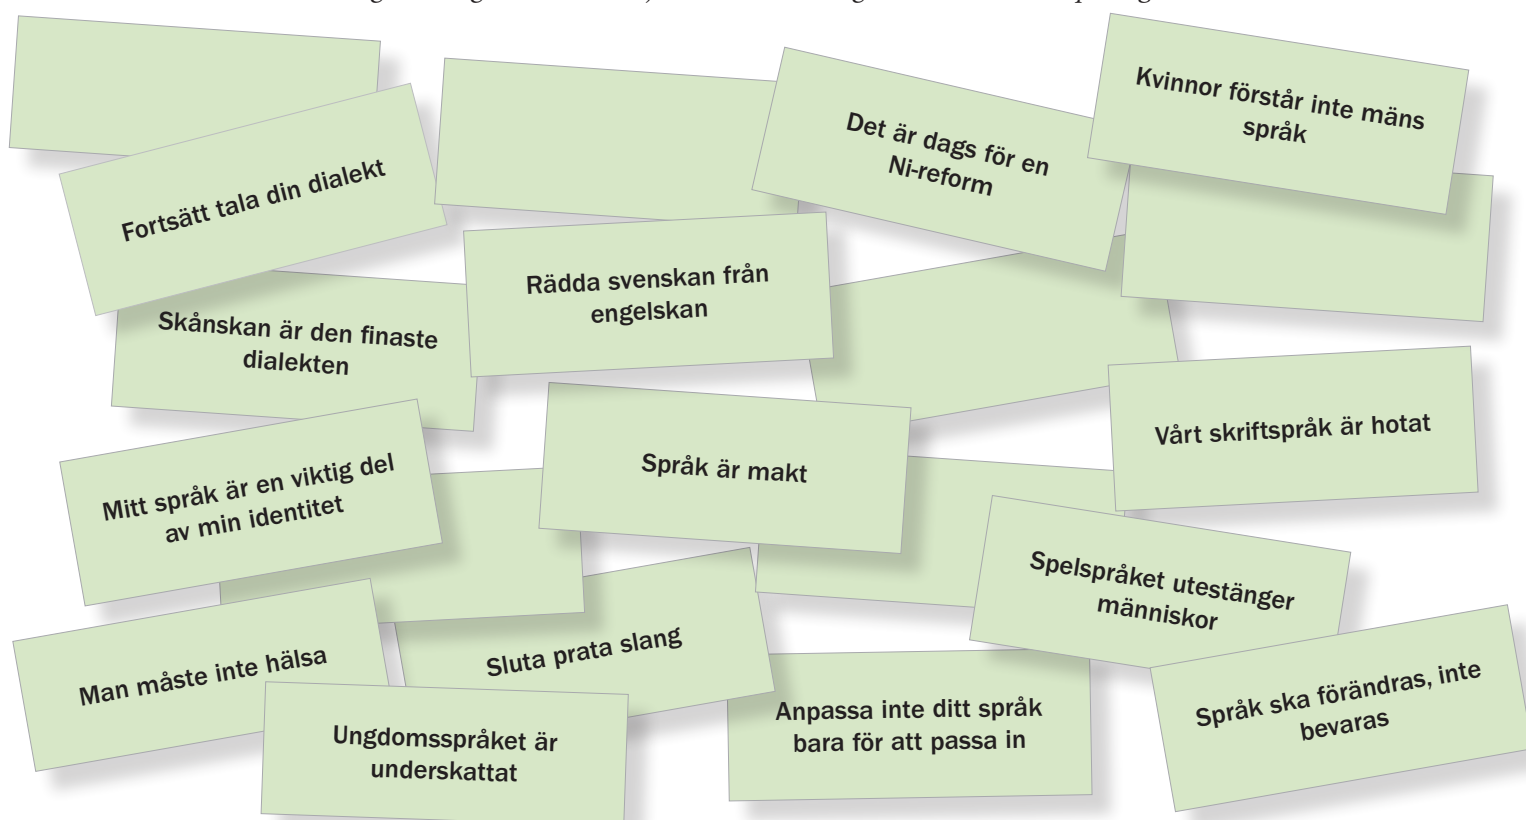 Kvinnor förstår inte mäns
språk
Det är dags för en
Ni-reform
Fortsätt tala din dialekt
Rädda svenskan från
engelskan
Skånskan är den finaste
dialekten
Vårt skriftspråk är hotat
Språk är makt
Mitt språk är en viktig del
av min identitet
Spelspråket utestänger
människor
Sluta prata slang
Man måste inte hälsa
Språk ska förändras, inte
bevaras
Anpassa inte ditt språk
bara för att passa in
Ungdomsspråket är
underskattat